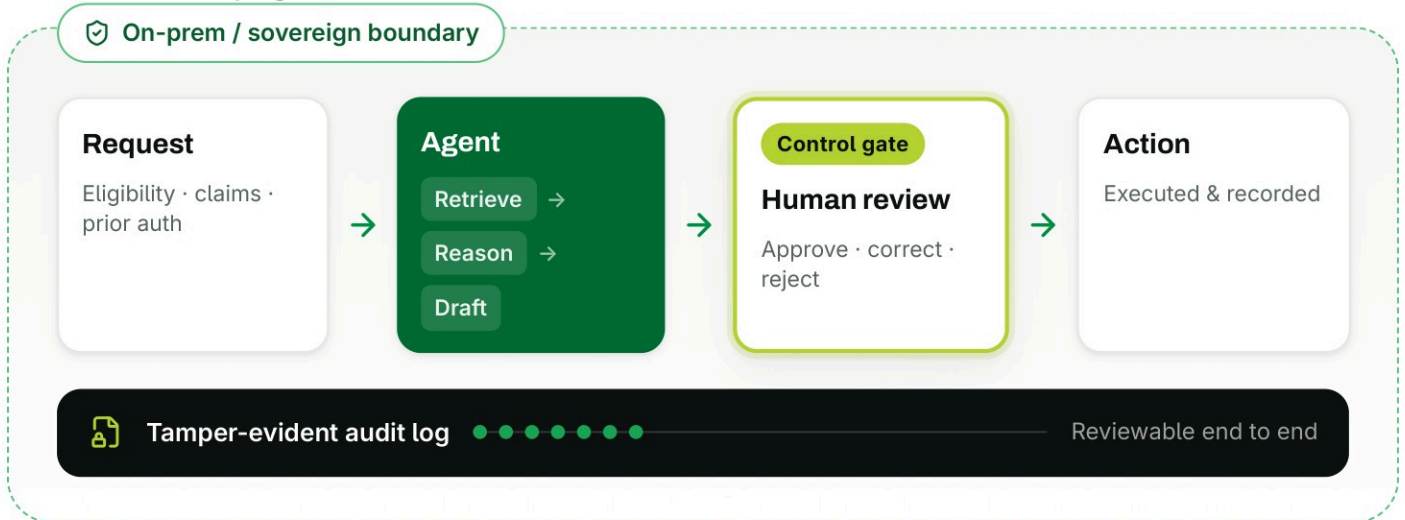 On-prem / sovereign boundary
Request
Eligibility · claims ·
prior auth
Agent
Retrieve →
Reason →
Draft
→
Control gate
Human review
Approve · correct ·
reject
→
Action
Executed & recorded
Tamper-evident audit log
Reviewable end to end